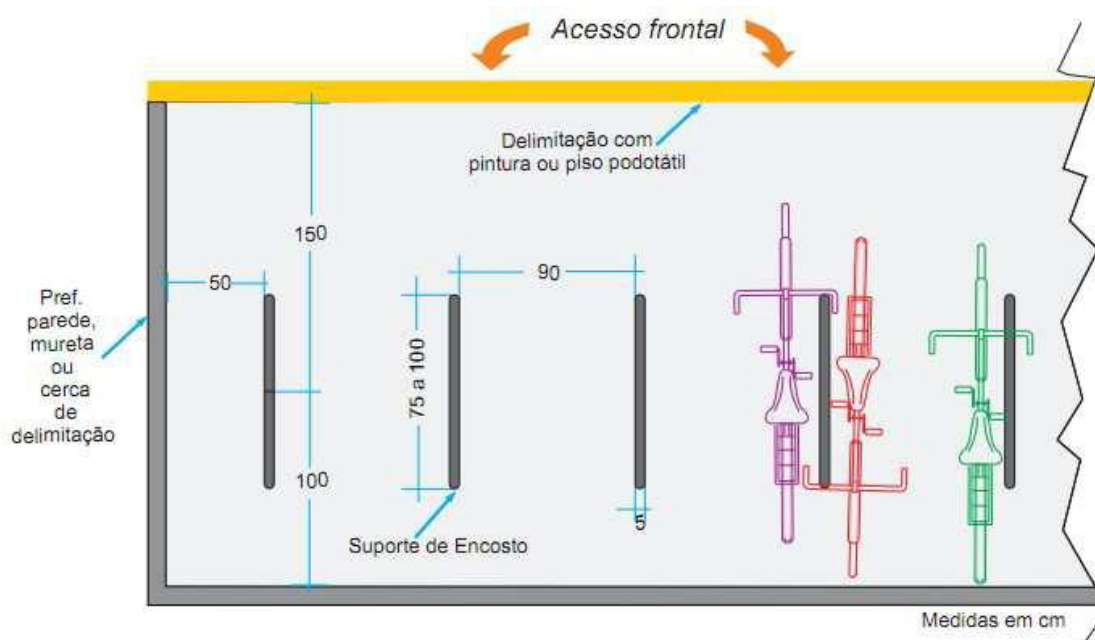 Acesso frontal
Delimitação com
pintura ou piso podotátil
150
50
90
Pref.
parede,
mureta
ou
cerca
de
delimitação
75 a 100
100
5
Suporte de Encosto
Medidas em cm